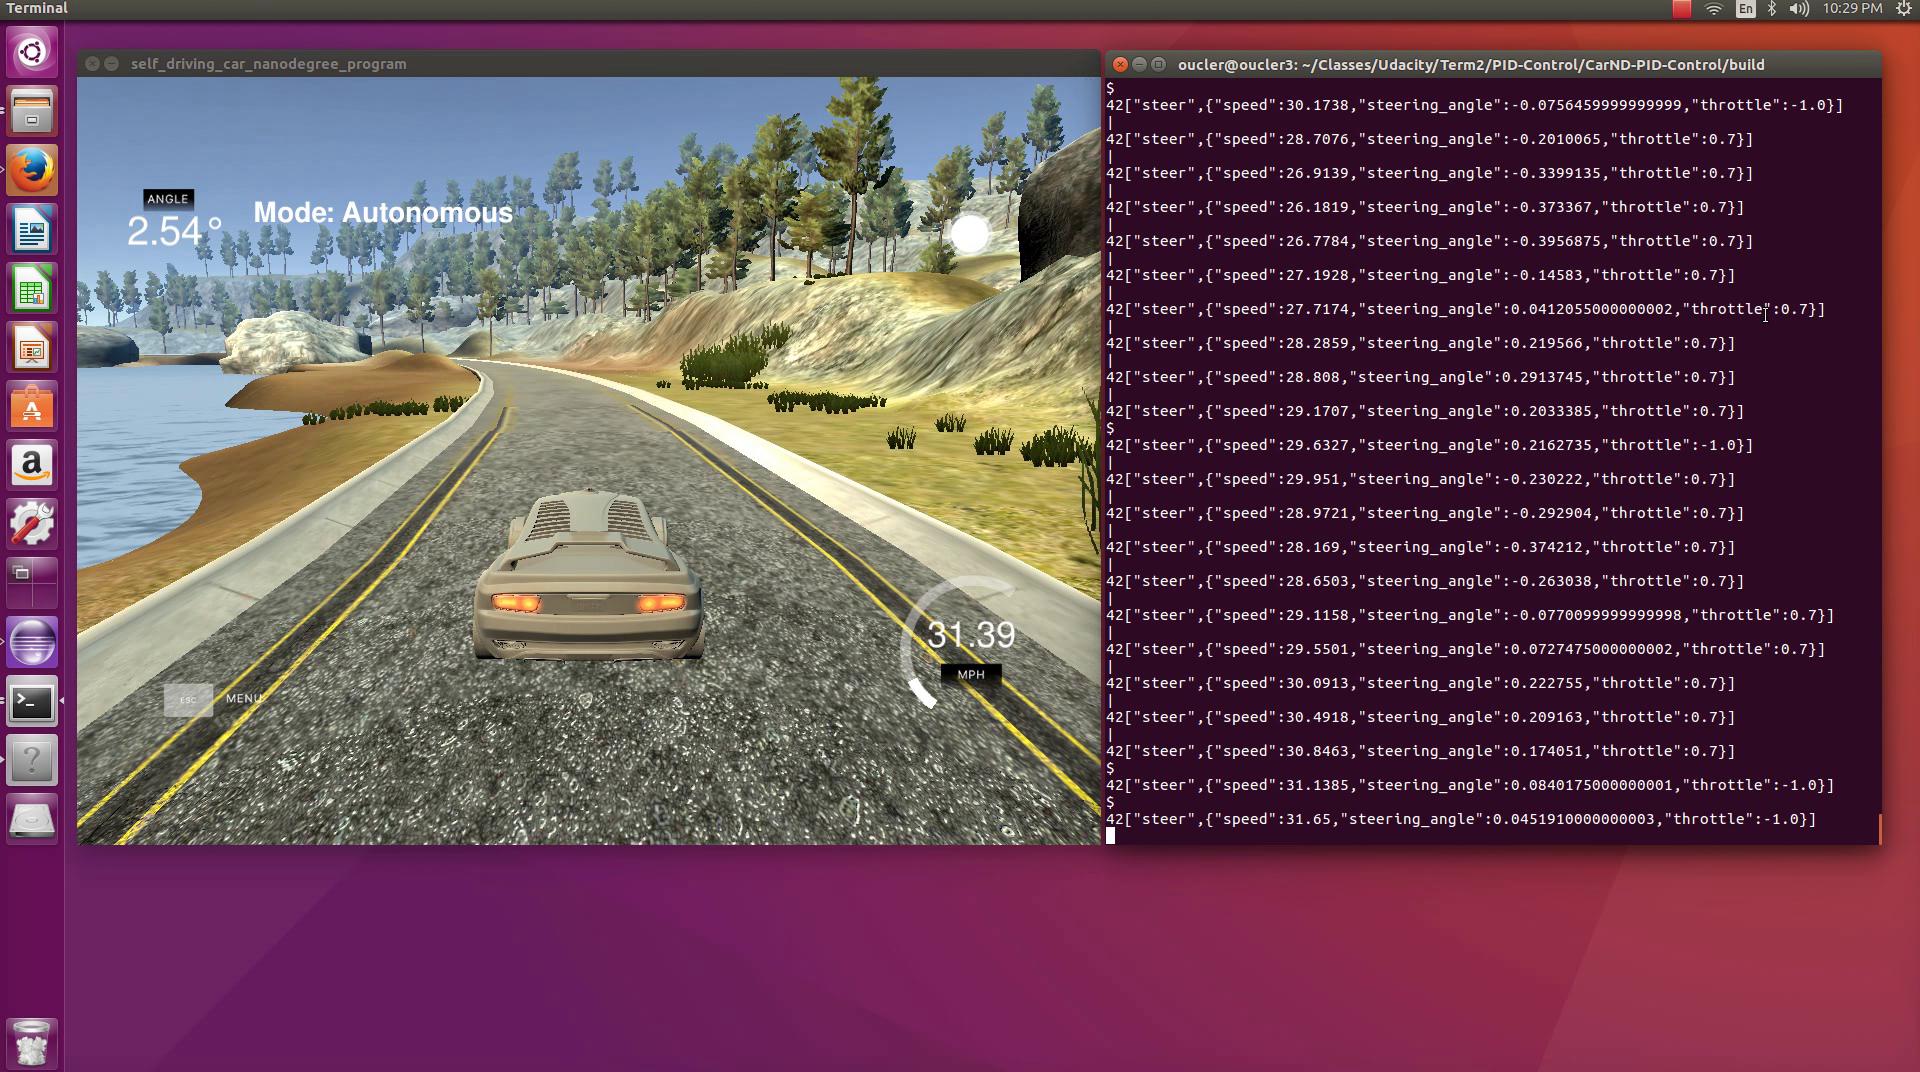 Terminal
En
10:29 PM
self_driving_car_nanodegree_program
ANGLE
2.54°
Mode: Autonomous
31.39
MPH
ESC
MENU
oucler@oucler3: ~/Classes/Udacity/Term2/PID-Control/CarND-PID-Control/build
$
42["steer",{"speed":30.1738,"steering_angle":-0.0756459999999999,"throttle":-1.0}]
|
42["steer",{"speed":28.7076,"steering_angle":-0.2010065,"throttle":0.7}]
|
42["steer",{"speed":26.9139,"steering_angle":-0.3399135,"throttle":0.7}]
|
42["steer",{"speed":26.1819,"steering_angle":-0.373367,"throttle":0.7}]
|
42["steer",{"speed":26.7784,"steering_angle":-0.3956875,"throttle":0.7}]
|
42["steer",{"speed":27.1928,"steering_angle":-0.14583,"throttle":0.7}]
|
42["steer",{"speed":27.7174,"steering_angle":0.0412055000000002,"throttle":0.7}]
|
42["steer",{"speed":28.2859,"steering_angle":0.219566,"throttle":0.7}]
|
42["steer",{"speed":28.808,"steering_angle":0.2913745,"throttle":0.7}]
|
42["steer",{"speed":29.1707,"steering_angle":0.2033385,"throttle":0.7}]
$
42["steer",{"speed":29.6327,"steering_angle":0.2162735,"throttle":-1.0}]
|
42["steer",{"speed":29.951,"steering_angle":-0.230222,"throttle":0.7}]
|
42["steer",{"speed":28.9721,"steering_angle":-0.292904,"throttle":0.7}]
|
42["steer",{"speed":28.169,"steering_angle":-0.374212,"throttle":0.7}]
|
42["steer",{"speed":28.6503,"steering_angle":-0.263038,"throttle":0.7}]
|
42["steer",{"speed":29.1158,"steering_angle":-0.0770099999999998,"throttle":0.7}]
|
42["steer",{"speed":29.5501,"steering_angle":0.0727475000000002,"throttle":0.7}]
|
42["steer",{"speed":30.0913,"steering_angle":0.222755,"throttle":0.7}]
|
42["steer",{"speed":30.4918,"steering_angle":0.209163,"throttle":0.7}]
|
42["steer",{"speed":30.8463,"steering_angle":0.174051,"throttle":0.7}]
$
42["steer",{"speed":31.1385,"steering_angle":0.0840175000000001,"throttle":-1.0}]
$
42["steer",{"speed":31.65,"steering_angle":0.0451910000000003,"throttle":-1.0}]